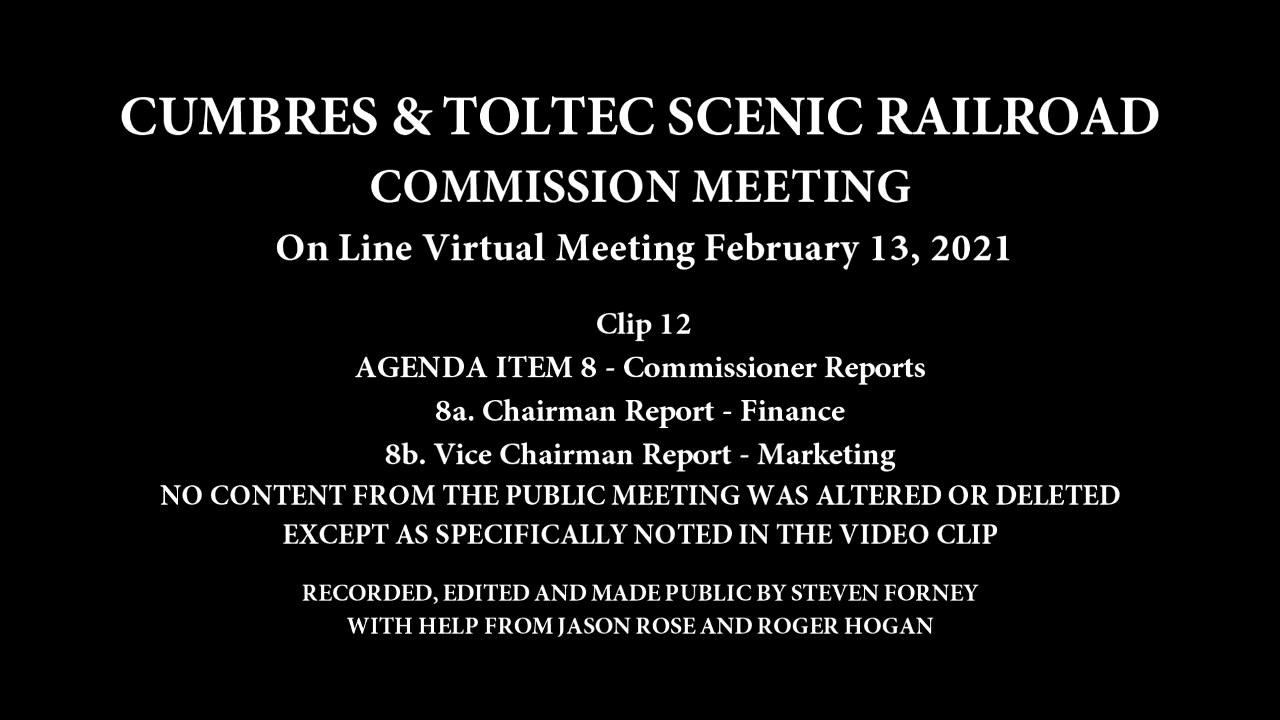 CUMBRES & TOLTEC SCENIC RAILROAD
COMMISSION MEETING
On Line Virtual Meeting February 13, 2021
Clip 12
AGENDA ITEM 8 - Commissioner Reports
8a. Chairman Report - Finance
8b. Vice Chairman Report - Marketing
NO CONTENT FROM THE PUBLIC MEETING WAS ALTERED OR DELETED
EXCEPT AS SPECIFICALLY NOTED IN THE VIDEO CLIP
RECORDED, EDITED AND MADE PUBLIC BY STEVEN FORNEY
WITH HELP FROM JASON ROSE AND ROGER HOGAN